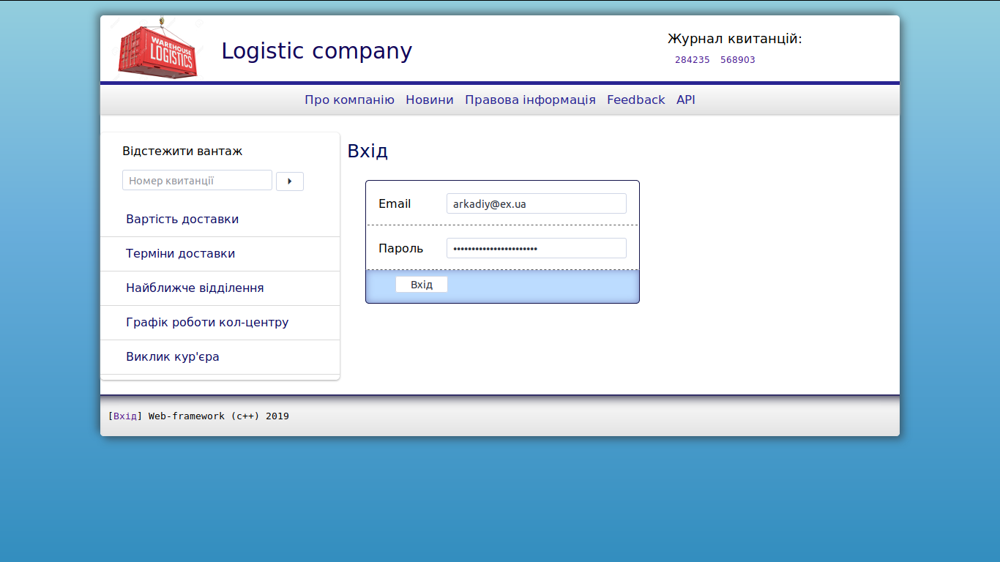 WAREHOUSE
LOGISTICS
Logistic company
Журнал квитанцій:
284235 568903
Про компанію Новини Правова інформація Feedback API
Відстежити вантаж
Номер квитанції
Вартість доставки
Терміни доставки
Найближче відділення
Графік роботи кол-центру
Виклик кур'єра
Вхід
Email arkadiy@ex.ua
Пароль ••••••••••••••••••••••••
Вхід
[Вхід] Web-framework (c++) 2019